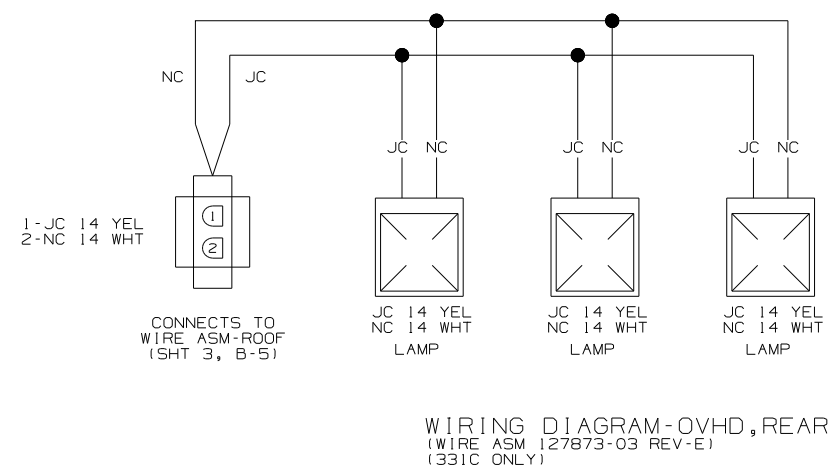 NC
JC
JC NC
JC NC
JC NC
1
2
1-JC 14 YEL
2-NC 14 WHT
CONNECTS TO
WIRE ASM-ROOF
(SHT 3, B-5)
JC 14 YEL
NC 14 WHT
LAMP
JC 14 YEL
NC 14 WHT
LAMP
JC 14 YEL
NC 14 WHT
LAMP
WIRING DIAGRAM-OVHD,REAR
(WIRE ASM 127873-03 REV-E)
(331C ONLY)